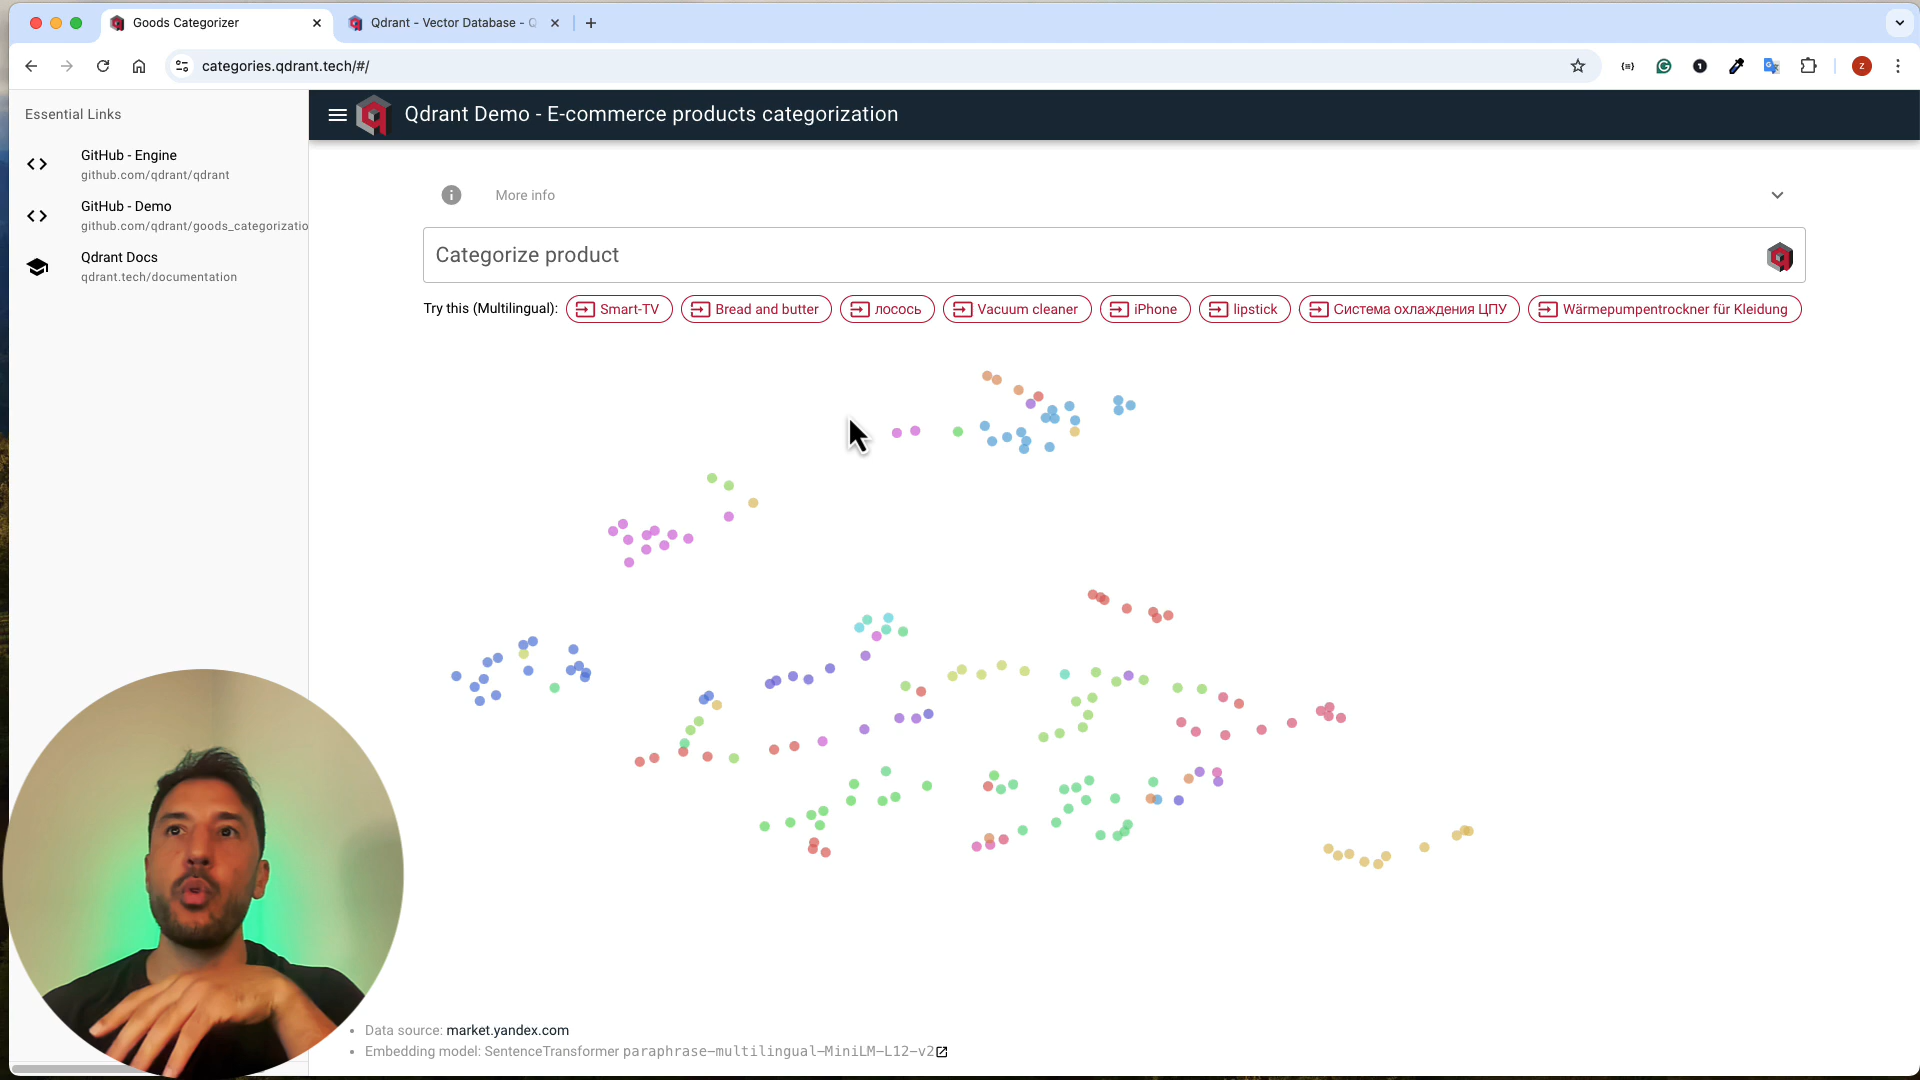 Goods Categorizer
Qdrant - Vector Database -
categories.qdrant.tech/#/
Essential Links
GitHub - Engine
github.com/qdrant/qdrant
GitHub - Demo
github.com/qdrant/goods_categorizatio
Qdrant Docs
qdrant.tech/documentation
Qdrant Demo - E-commerce products categorization
More info
Categorize product
Try this (Multilingual): Smart-TV Bread and butter лосось Vacuum cleaner iPhone lipstick Система охлаждения ЦПУ Wärmepumpentrockner für Kleidung
Data source: market.yandex.com
Embedding model: SentenceTransformer paraphrase-multilingual-MiniLM-L12-v2